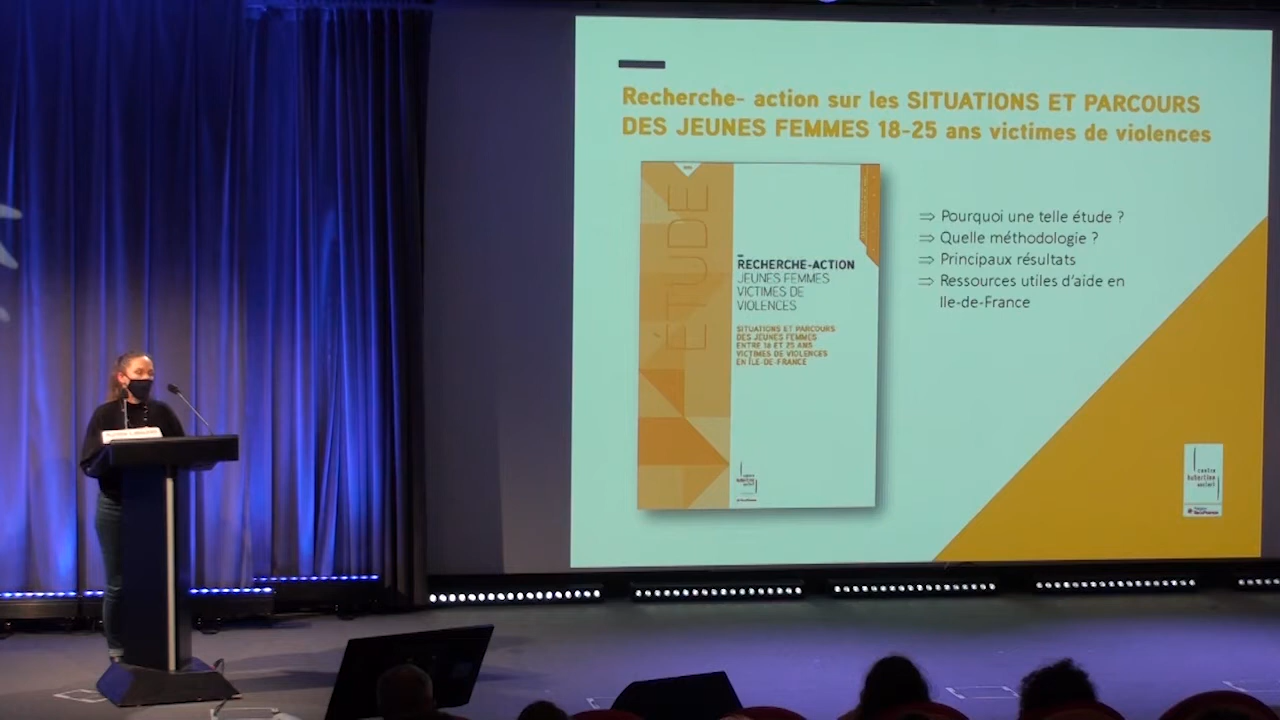 Recherche- action sur les SITUATIONS ET PARCOURS
DES JEUNES FEMMES 18-25 ans victimes de violences
ÉTUDE
RECHERCHE-ACTION
JEUNES FEMMES
VICTIMES DE
VIOLENCES
SITUATIONS ET PARCOURS
DES JEUNES FEMMES
ENTRE 18 ET 25 ANS
VICTIMES DE VIOLENCES
EN ÎLE-DE-FRANCE
⇒ Pourquoi une telle étude ?
⇒ Quelle méthodologie ?
⇒ Principaux résultats
⇒ Ressources utiles d'aide en
Ile-de-France
centre
hubertine
auclert